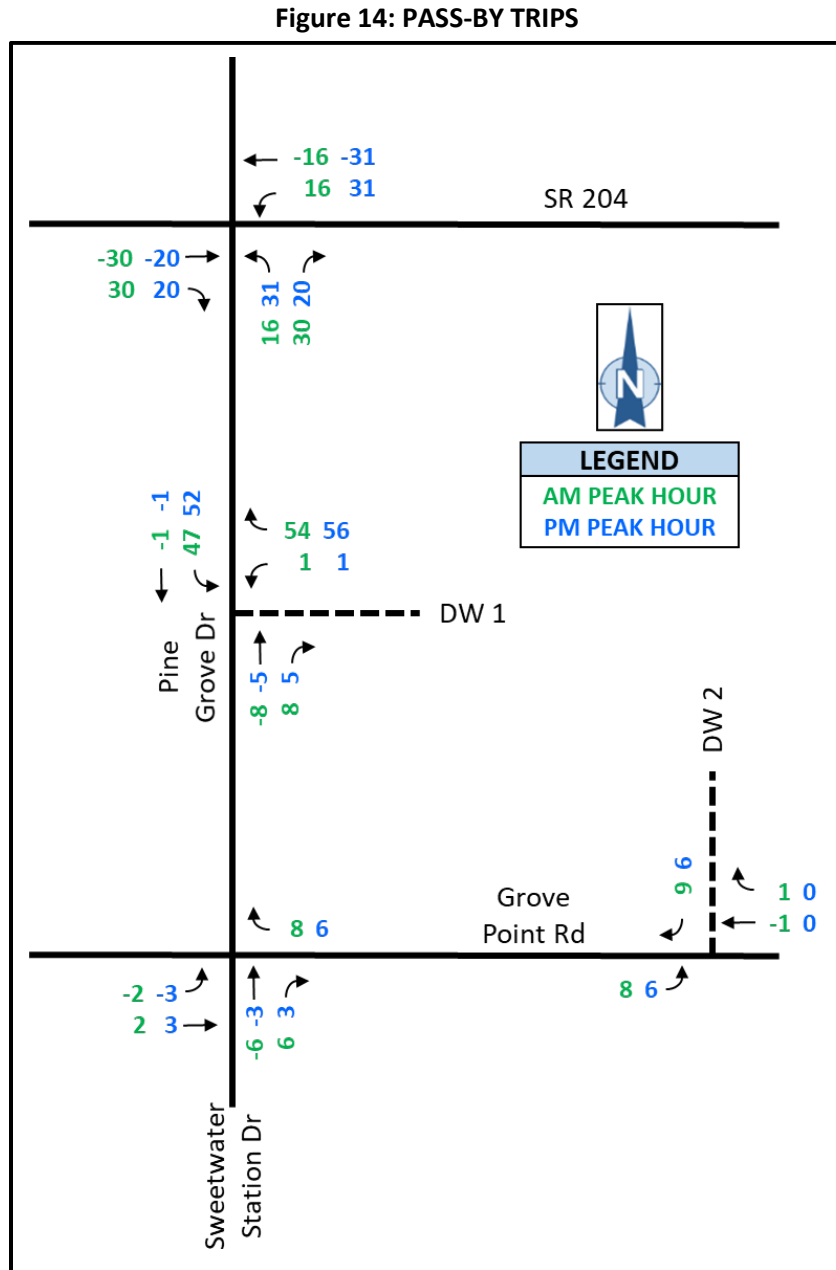 Figure 14: PASS-BY TRIPS
-16 -31
16 31
SR 204
-30 -20
30 20
16 31
30 20
N
LEGEND
AM PEAK HOUR
PM PEAK HOUR
-1 -1
47 52
54 56
1 1
DW 1
Pine
Grove Dr
-8 -5
8 5
DW 2
9 6
1 0
-1 0
Grove
Point Rd
8 6
8 6
-2 -3
2 3
-6 -3
6 3
Sweetwater
Station Dr